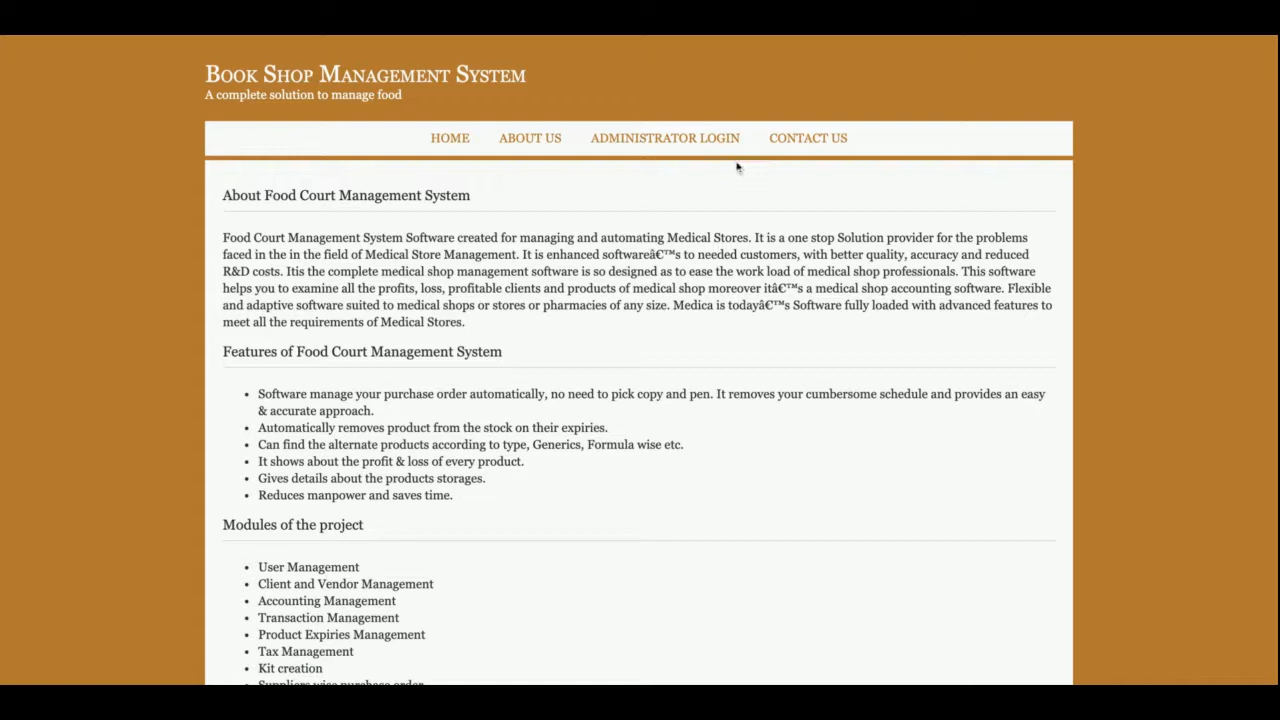 Book Shop Management System
A complete solution to manage food
HOME ABOUT US ADMINISTRATOR LOGIN CONTACT US
About Food Court Management System
Food Court Management System Software created for managing and automating Medical Stores. It is a one stop Solution provider for the problems
faced in the in the field of Medical Store Management. It is enhanced softwareâ€™s to needed customers, with better quality, accuracy and reduced
R&D costs. Itis the complete medical shop management software is so designed as to ease the work load of medical shop professionals. This software
helps you to examine all the profits, loss, profitable clients and products of medical shop moreover itâ€™s a medical shop accounting software. Flexible
and adaptive software suited to medical shops or stores or pharmacies of any size. Medica is todayâ€™s Software fully loaded with advanced features to
meet all the requirements of Medical Stores.
Features of Food Court Management System
• Software manage your purchase order automatically, no need to pick copy and pen. It removes your cumbersome schedule and provides an easy
& accurate approach.
• Automatically removes product from the stock on their expiries.
• Can find the alternate products according to type, Generics, Formula wise etc.
• It shows about the profit & loss of every product.
• Gives details about the products storages.
• Reduces manpower and saves time.
Modules of the project
• User Management
• Client and Vendor Management
• Accounting Management
• Transaction Management
• Product Expiries Management
• Tax Management
• Kit creation
• Suppliers wise purchase order